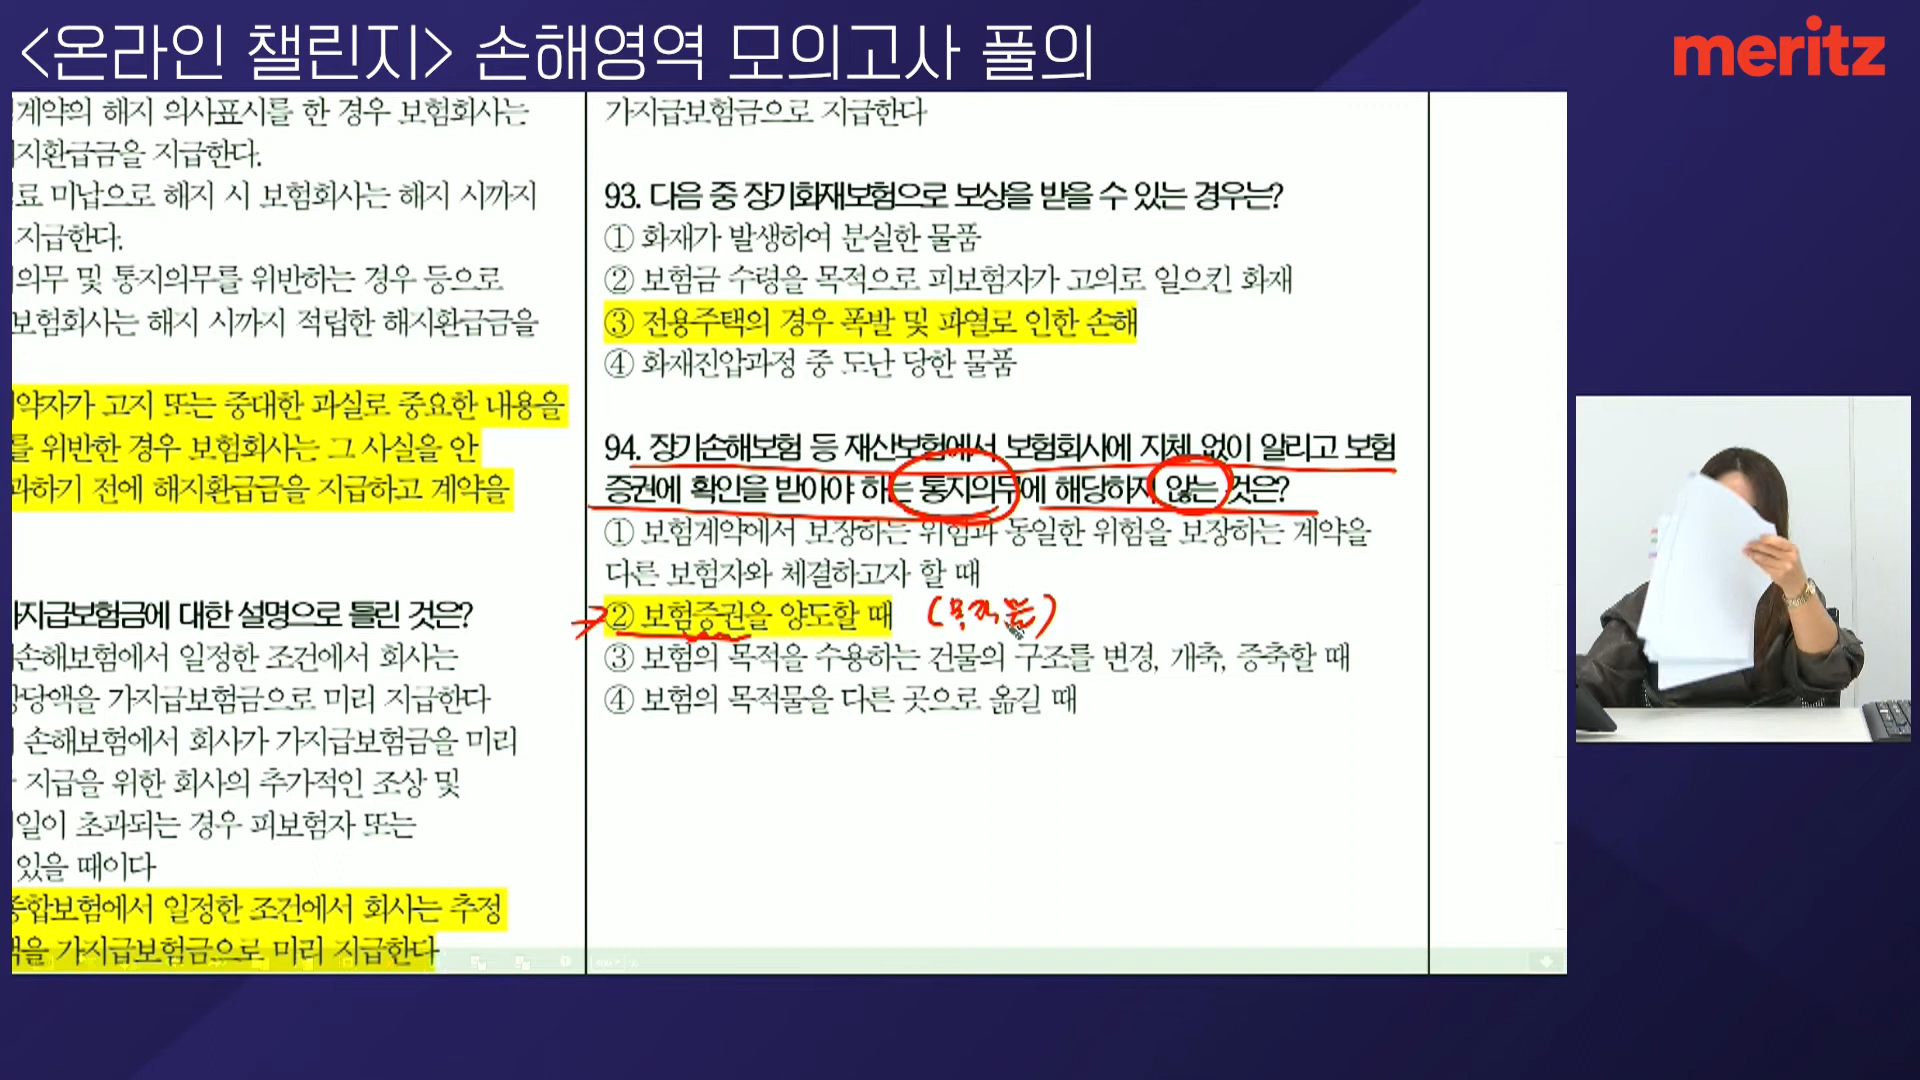 <온라인 챌린지> 손해영역 모의고사 풀의
meritz
계약의 해지 의사표시를 한 경우 보험회사는
지환급금을 지급한다.
료 미납으로 해지 시 보험회사는 해지 시까지
지급한다.
의무 및 통지의무를 위반하는 경우 등으로
보험회사는 해지 시까지 적립한 해지환급금을
약자가 고지 또는 중대한 과실로 중요한 내용을
를 위반한 경우 보험회사는 그 사실을 안
과하기 전에 해지환급금을 지급하고 계약을
가지급보험금에 대한 설명으로 틀린 것은?
손해보험에서 일정한 조건에서 회사는
당액을 가지급보험금으로 미리 지급한다
손해보험에서 회사가 가지급보험금을 미리
지급을 위한 회사의 추가적인 조상 및
일이 초과되는 경우 피보험자 또는
있을 때이다
종합보험에서 일정한 조건에서 회사는 추정
액을 가지급보험금으로 미리 지급한다
가지급보험금으로 지급한다
93. 다음 중 장기화재보험으로 보상을 받을 수 있는 경우는?
① 화재가 발생하여 분실한 물품
② 보험금 수령을 목적으로 피보험자가 고의로 일으킨 화재
③ 전용주택의 경우 폭발 및 파열로 인한 손해
④ 화재진압과정 중 도난 당한 물품
94. 장기손해보험 등 재산보험에서 보험회사에 지체 없이 알리고 보험
증권에 확인을 받아야 하는 통지의무에 해당하지 않는 것은?
① 보험계약에서 보장하는 위험과 동일한 위험을 보장하는 계약을
다른 보험자와 체결하고자 할 때
② 보험증권을 양도할 때 (목적물)
③ 보험의 목적을 수용하는 건물의 구조를 변경, 개축, 증축할 때
④ 보험의 목적물을 다른 곳으로 옮길 때